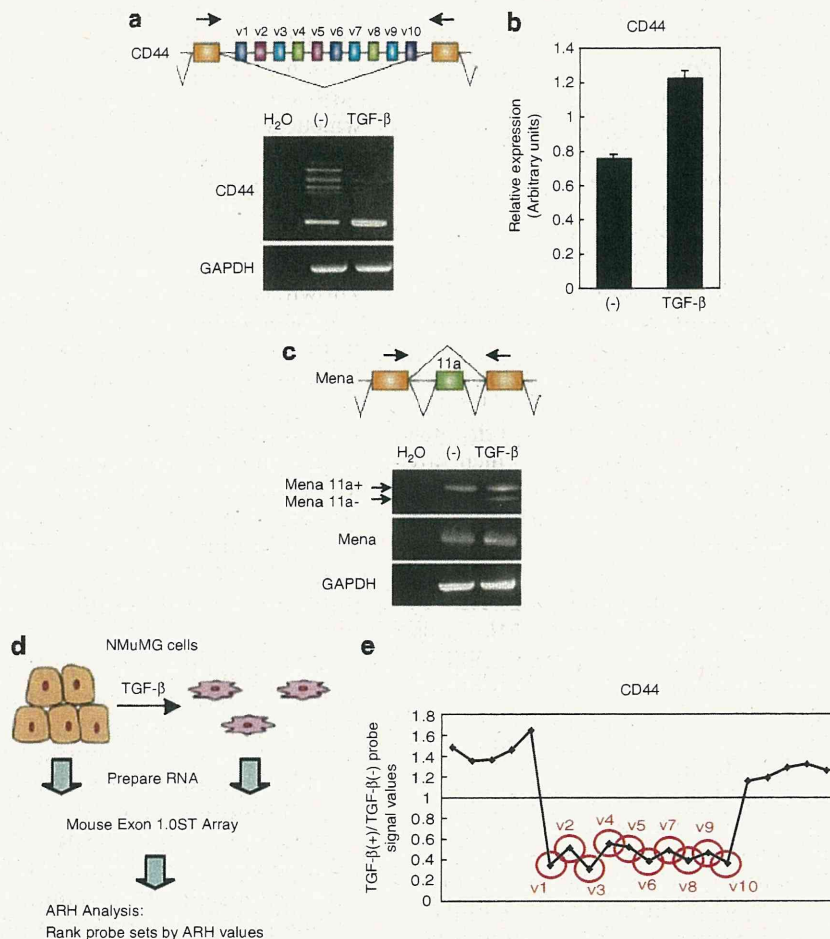 a
v1 v2 v3 v4 v5 v6 v7 v8 v9 v10
CD44
H₂O (-) TGF-β
CD44
GAPDH
b
CD44
Relative expression
(Arbitrary units)
1.4
1.2
1
0.8
0.6
0.4
0.2
0
(-) TGF-β
c
11a
Mena
H₂O (-) TGF-β
Mena 11a+
Mena 11a-
Mena
GAPDH
d
NMuMG cells
TGF-β
Prepare RNA
Mouse Exon 1.0ST Array
ARH Analysis:
Rank probe sets by ARH values
e
CD44
TGF-β(+)/TGF-β(-) probe
signal values
1.8
1.6
1.4
1.2
1
0.8
0.6
0.4
0.2
0
v1 v2 v3 v4 v5 v6 v7 v8 v9 v10